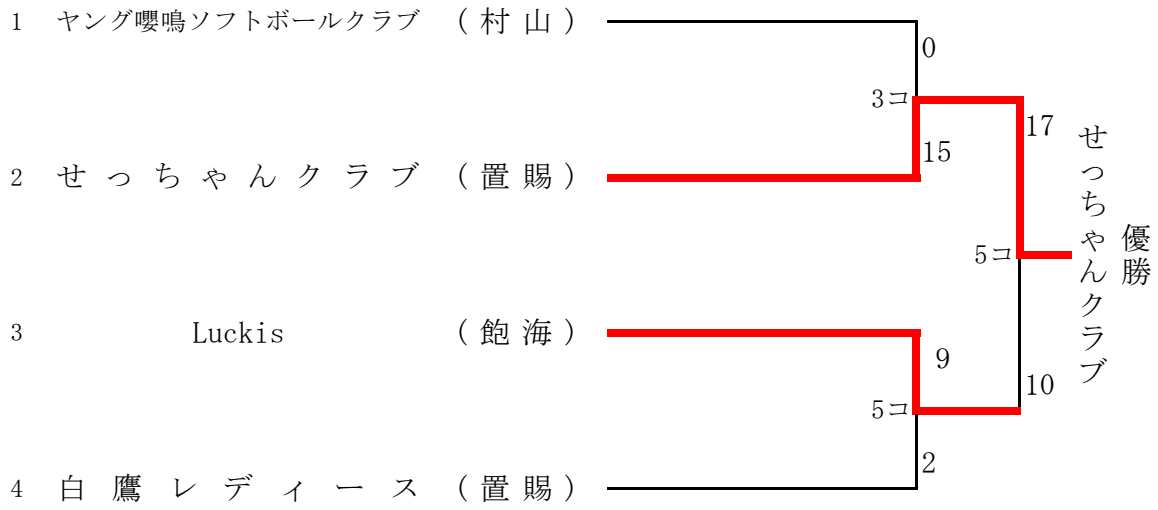 1 ヤング嚶鳴ソフトボールクラブ (村山)
0
3コ
17
15
2 せっちゃんクラブ (置賜)
せっちゃんクラブ
優勝
5コ
3 Luckis (飽海)
9
10
5コ
2
4 白鷹レディース (置賜)